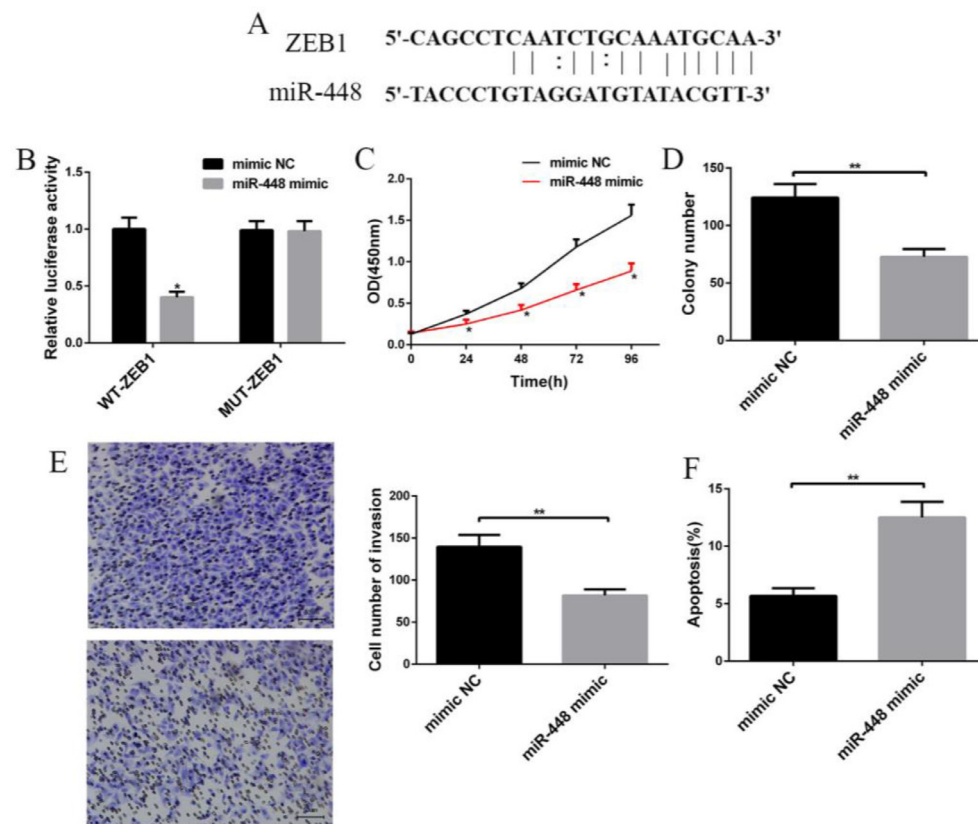 A
ZEB1 5'-CAGCCTCAATCTGCAAATGCAA-3'
miR-448 5'-TACCCTGTAGGATGTATACGTT-3'
B
mimic NC
miR-448 mimic
Relative luciferase activity
1.5
1.0
0.5
0.0
WT-ZEB1
MUT-ZEB1
*
C
mimic NC
miR-448 mimic
OD(450nm)
2.0
1.5
1.0
0.5
0.0
* * * *
0 24 48 72 96
Time(h)
D
Colony number
150
100
50
0
**
mimic NC
miR-448 mimic
E
Cell number of invasion
200
150
100
50
0
**
mimic NC
miR-448 mimic
F
Apoptosis(%)
15
10
5
0
**
mimic NC
miR-448 mimic